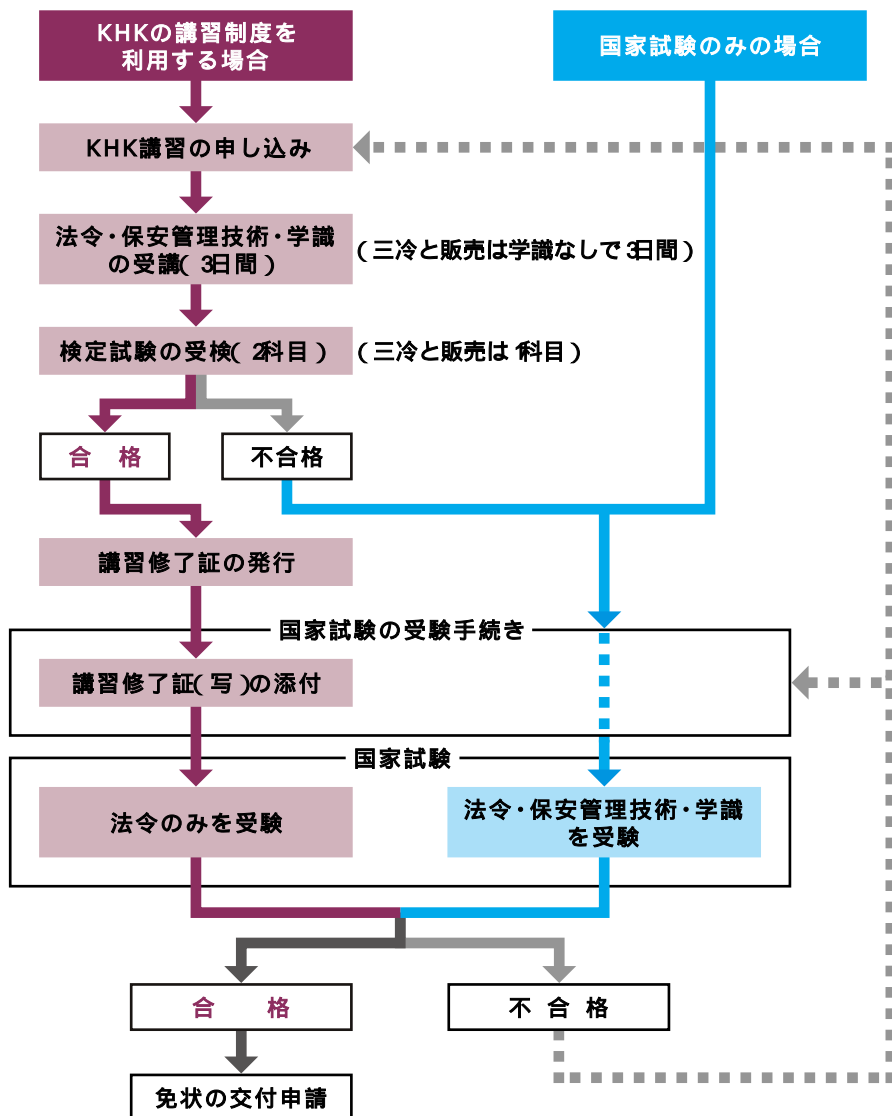 KHKの講習制度を
利用する場合
国家試験のみの場合
KHK講習の申し込み
法令・保安管理技術・学識
の受講(3日間)
(三冷と販売は学識なしで3日間)
検定試験の受検(2科目)
(三冷と販売は1科目)
合 格
不合格
講習修了証の発行
国家試験の受験手続き
講習修了証(写)の添付
国家試験
法令のみを受験
法令・保安管理技術・学識
を受験
合 格
不合格
免状の交付申請